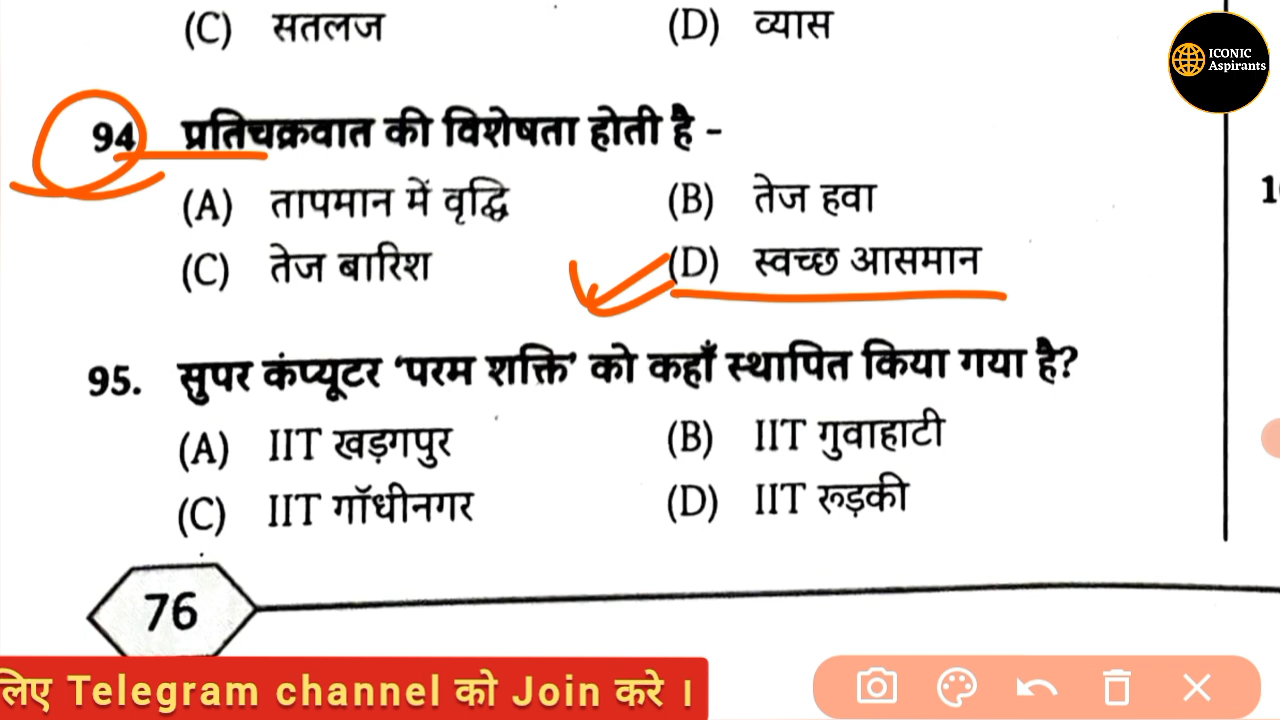 (C) सतलज (D) व्यास
ICONIC
Aspirants
94 प्रतिचक्रवात की विशेषता होती है -
(A) तापमान में वृद्धि (B) तेज हवा
(C) तेज बारिश (D) स्वच्छ आसमान
95. सुपर कंप्यूटर ‘परम शक्ति’ को कहाँ स्थापित किया गया है?
(A) IIT खड़गपुर (B) IIT गुवाहाटी
(C) IIT गाँधीनगर (D) IIT रूड़की
76
लिए Telegram channel को Join करे ।